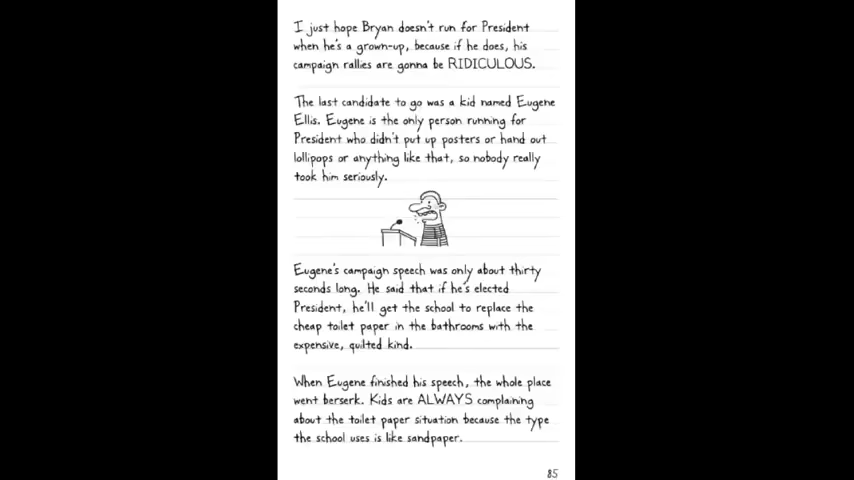 I just hope Bryan doesn't run for President
when he's a grown-up, because if he does, his
campaign rallies are gonna be RIDICULOUS.
The last candidate to go was a kid named Eugene
Ellis. Eugene is the only person running for
President who didn't put up posters or hand out
lollipops or anything like that, so nobody really
took him seriously.
Eugene's campaign speech was only about thirty
seconds long. He said that if he's elected
President, he'll get the school to replace the
cheap toilet paper in the bathrooms with the
expensive, quilted kind.
When Eugene finished his speech, the whole place
went berserk. Kids are ALWAYS complaining
about the toilet paper situation because the type
the school uses is like sandpaper.
85